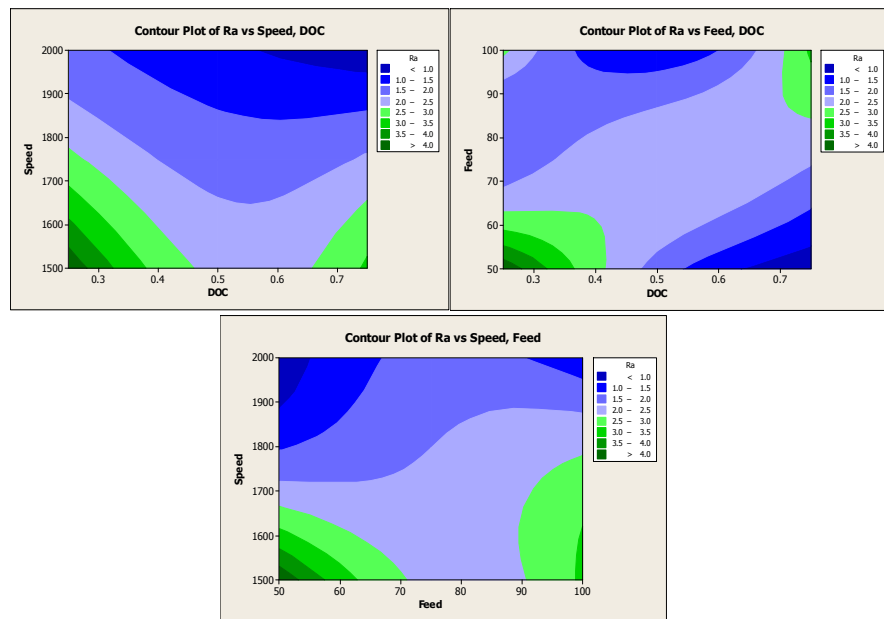 Contour Plot of Ra vs Speed, DOC
Ra
< 1.0
1.0 – 1.5
1.5 – 2.0
2.0 – 2.5
2.5 – 3.0
3.0 – 3.5
3.5 – 4.0
> 4.0
Speed
2000
1900
1800
1700
1600
1500
0.3 0.4 0.5 0.6 0.7
DOC
Contour Plot of Ra vs Feed, DOC
Ra
< 1.0
1.0 – 1.5
1.5 – 2.0
2.0 – 2.5
2.5 – 3.0
3.0 – 3.5
3.5 – 4.0
> 4.0
Feed
100
90
80
70
60
50
0.3 0.4 0.5 0.6 0.7
DOC
Contour Plot of Ra vs Speed, Feed
Ra
< 1.0
1.0 – 1.5
1.5 – 2.0
2.0 – 2.5
2.5 – 3.0
3.0 – 3.5
3.5 – 4.0
> 4.0
Speed
2000
1900
1800
1700
1600
1500
50 60 70 80 90 100
Feed